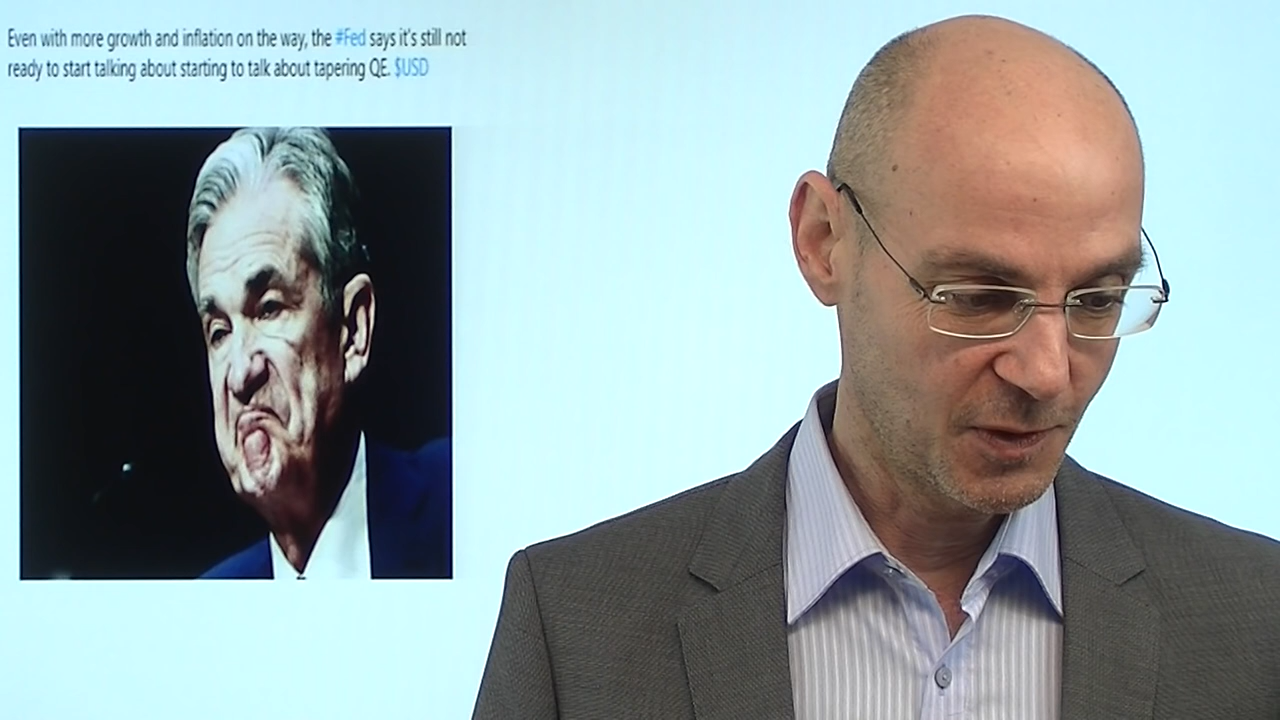 Even with more growth and inflation on the way, the #Fed says it's still not
ready to start talking about starting to talk about tapering QE. $USD